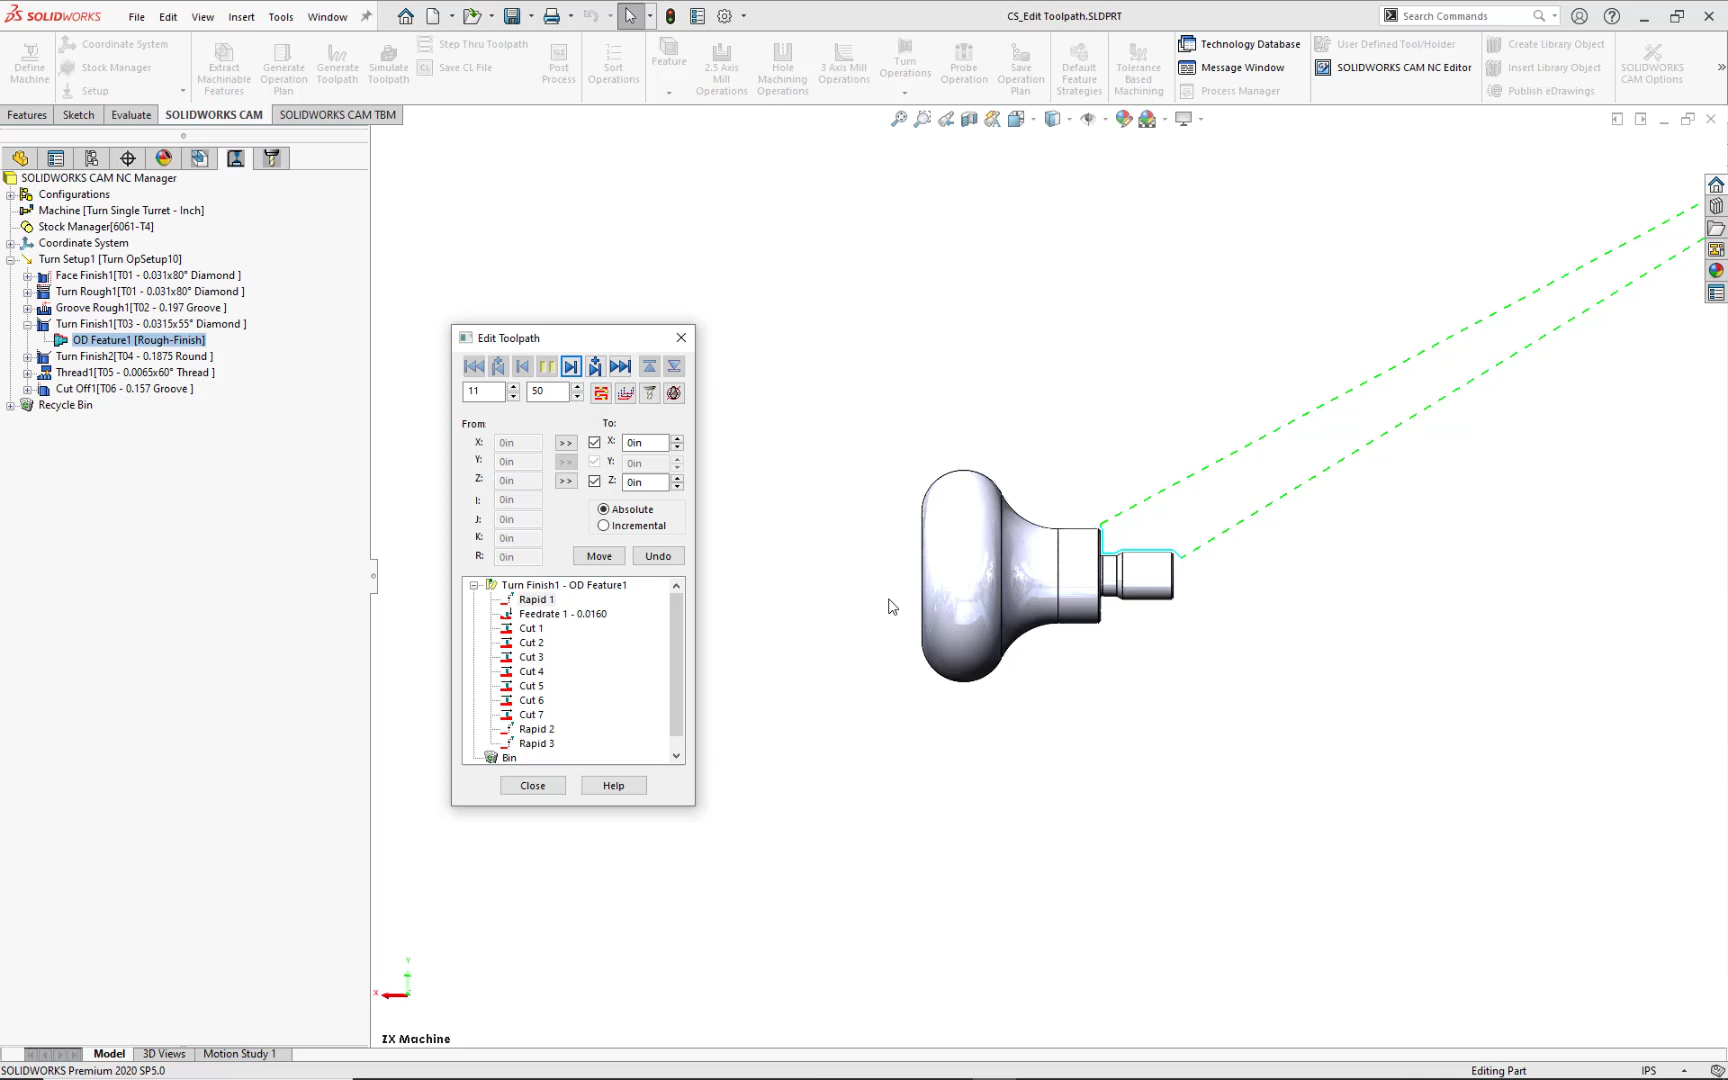 SOLIDWORKS File Edit View Insert Tools Window
CS_Edit Toolpath.SLDPRT
Search Commands
Define Machine
Coordinate System
Stock Manager
Setup
Extract Machinable Features
Generate Operation Plan
Generate Toolpath
Simulate Toolpath
Step Thru Toolpath
Save CL File
Post Process
Sort Operations
Feature
2.5 Axis Mill Operations
Hole Machining Operations
3 Axis Mill Operations
Turn Operations
Probe Operation
Save Operation Plan
Default Feature Strategies
Tolerance Based Machining
Technology Database
Message Window
Process Manager
User Defined Tool/Holder
SOLIDWORKS CAM NC Editor
Create Library Object
Insert Library Object
Publish eDrawings
SOLIDWORKS CAM Options
Features Sketch Evaluate SOLIDWORKS CAM SOLIDWORKS CAM TBM
SOLIDWORKS CAM NC Manager
Configurations
Machine [Turn Single Turret - Inch]
Stock Manager[6061-T4]
Coordinate System
Turn Setup1 [Turn OpSetup10]
Face Finish1[T01 - 0.031x80° Diamond ]
Turn Rough1[T01 - 0.031x80° Diamond ]
Groove Rough1[T02 - 0.197 Groove ]
Turn Finish1[T03 - 0.0315x55° Diamond ]
OD Feature1 [Rough-Finish]
Turn Finish2[T04 - 0.1875 Round ]
Thread1[T05 - 0.0065x60° Thread ]
Cut Off1[T06 - 0.157 Groove ]
Recycle Bin
Edit Toolpath
11 50
From: To:
X: 0in >> X: 0in
Y: 0in >> Y: 0in
Z: 0in >> Z: 0in
I: 0in
Absolute
J: 0in
Incremental
K: 0in
R: 0in
Move Undo
Turn Finish1 - OD Feature1
Rapid 1
Feedrate 1 - 0.0160
Cut 1
Cut 2
Cut 3
Cut 4
Cut 5
Cut 6
Cut 7
Rapid 2
Rapid 3
Bin
Close Help
Y
X
ZX Machine
Model 3D Views Motion Study 1
SOLIDWORKS Premium 2020 SP5.0
Editing Part
IPS